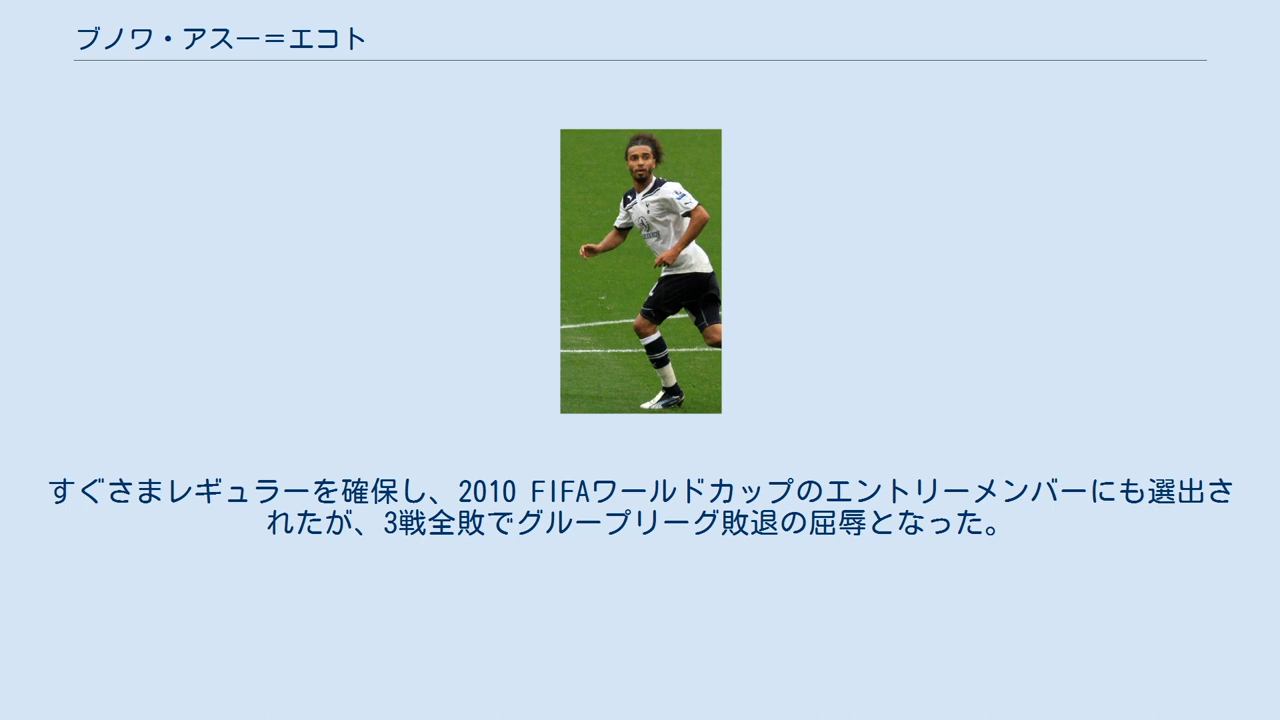 ブノワ・アスー＝エコト
すぐさまレギュラーを確保し、2010 FIFAワールドカップのエントリーメンバーにも選出さ
れたが、3戦全敗でグループリーグ敗退の屈辱となった。